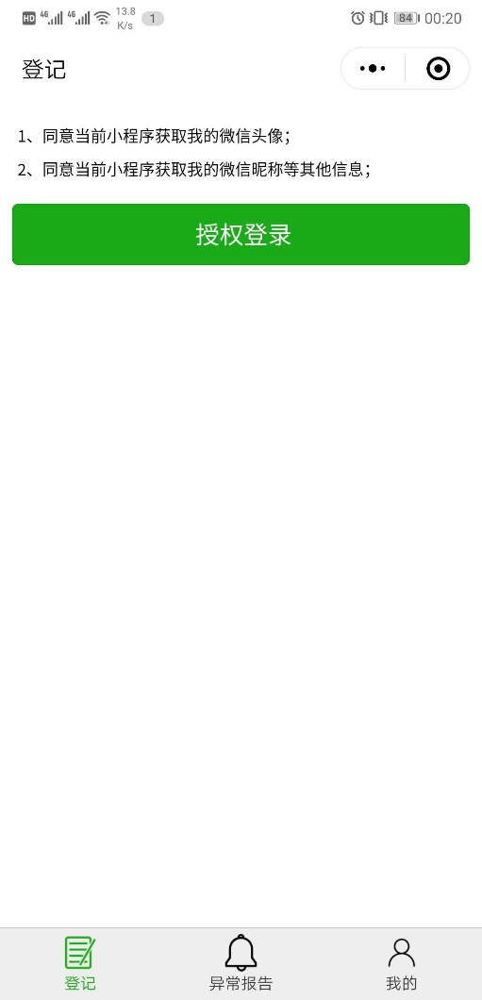 HD 4G 4G 13.8 K/s 1 84 00:20
登记
1、同意当前小程序获取我的微信头像；
2、同意当前小程序获取我的微信昵称等其他信息；
授权登录
登记 异常报告 我的